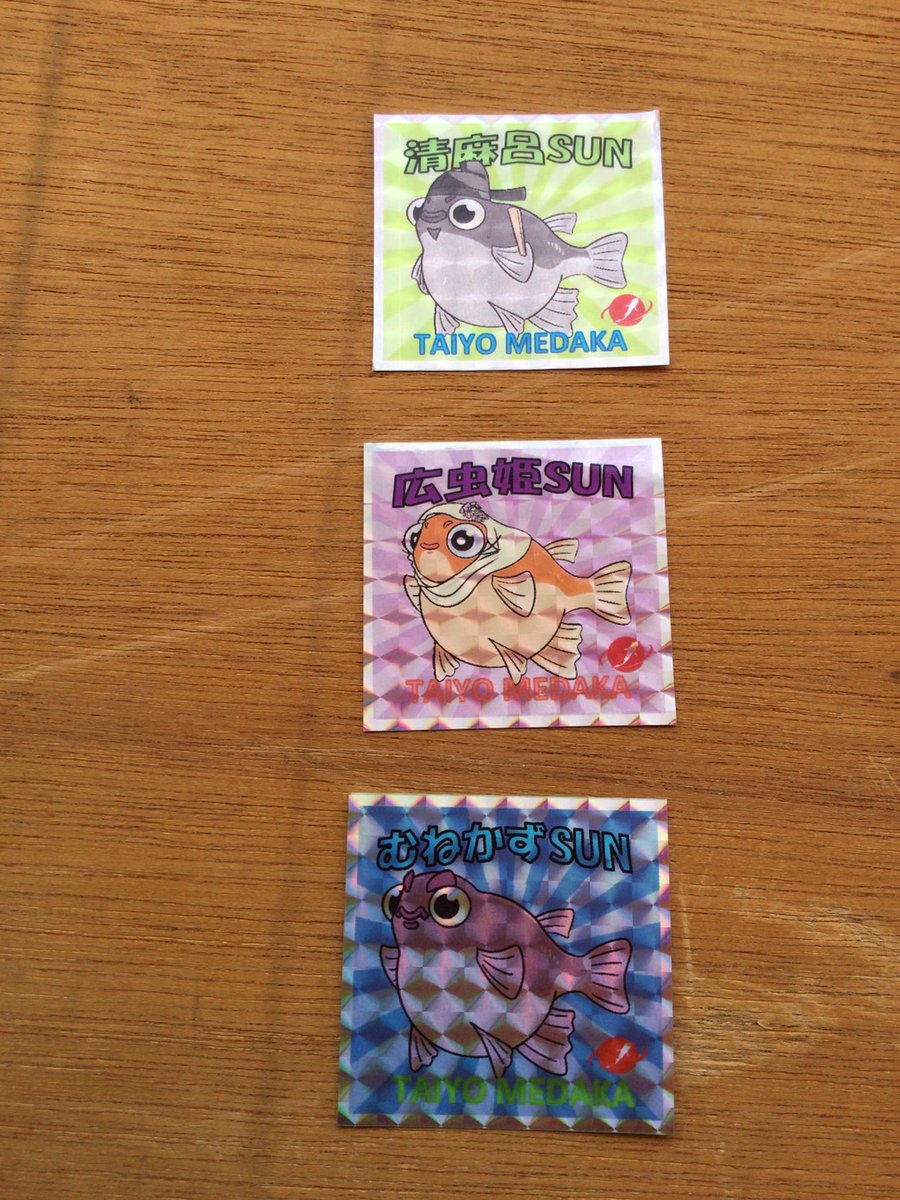 清麻呂SUN
TAIYO MEDAKA
広虫姫SUN
TAIYO MEDAKA
むねかずSUN
TAIYO MEDAKA